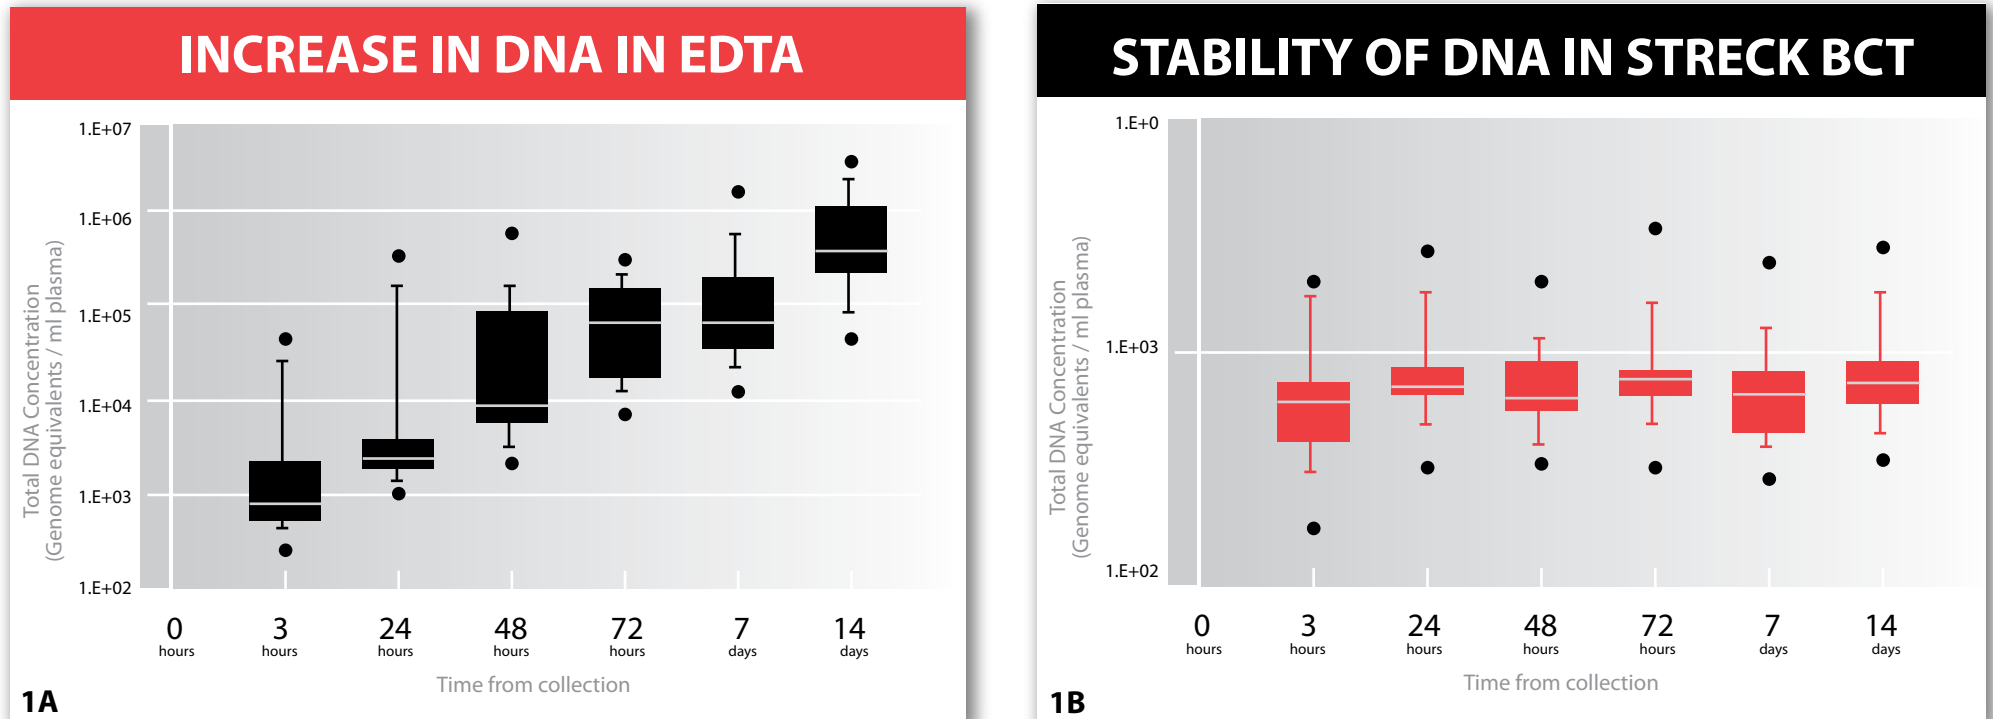 INCREASE IN DNA IN EDTA
1.E+07
1.E+06
1.E+05
1.E+04
1.E+03
1.E+02
Total DNA Concentration
(Genome equivalents / ml plasma)
0 3 24 48 72 7 14
hours hours hours hours hours days days
Time from collection
1A
STABILITY OF DNA IN STRECK BCT
1.E+0
1.E+03
1.E+02
Total DNA Concentration
(Genome equivalents / ml plasma)
0 3 24 48 72 7 14
hours hours hours hours hours days days
Time from collection
1B